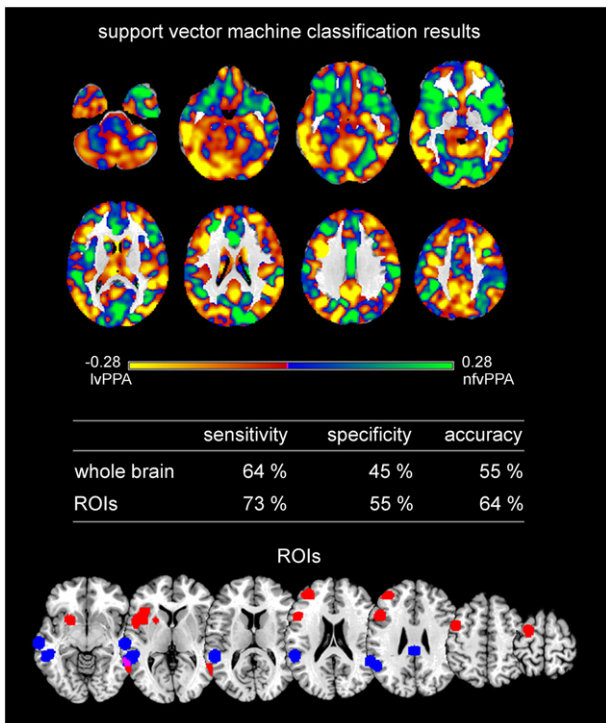 support vector machine classification results
-0.28 0.28
lvPPA nfvPPA
sensitivity specificity accuracy
whole brain 64 % 45 % 55 %
ROIs 73 % 55 % 64 %
ROIs